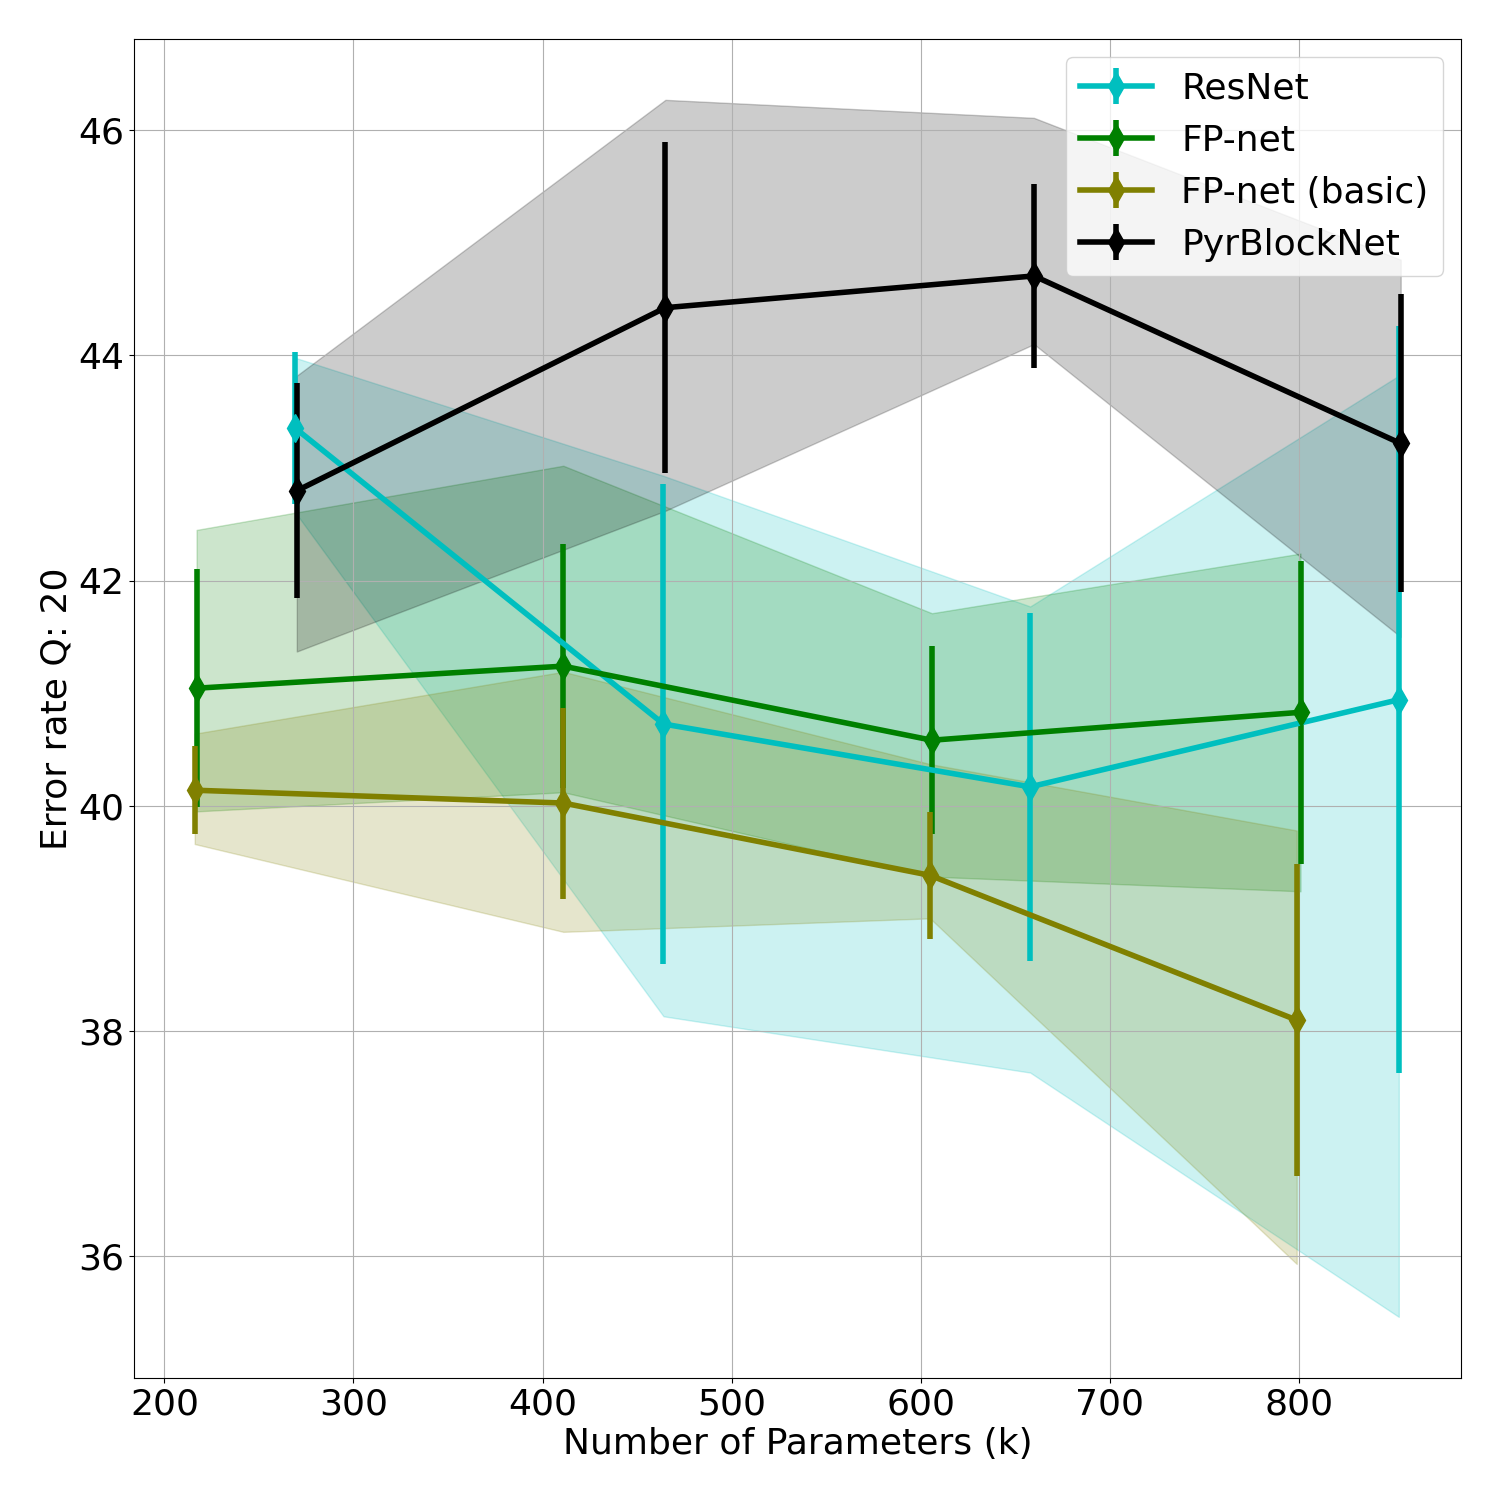 ResNet
FP-net
FP-net (basic)
PyrBlockNet
Error rate Q: 20
46
44
42
40
38
36
200 300 400 500 600 700 800
Number of Parameters (k)